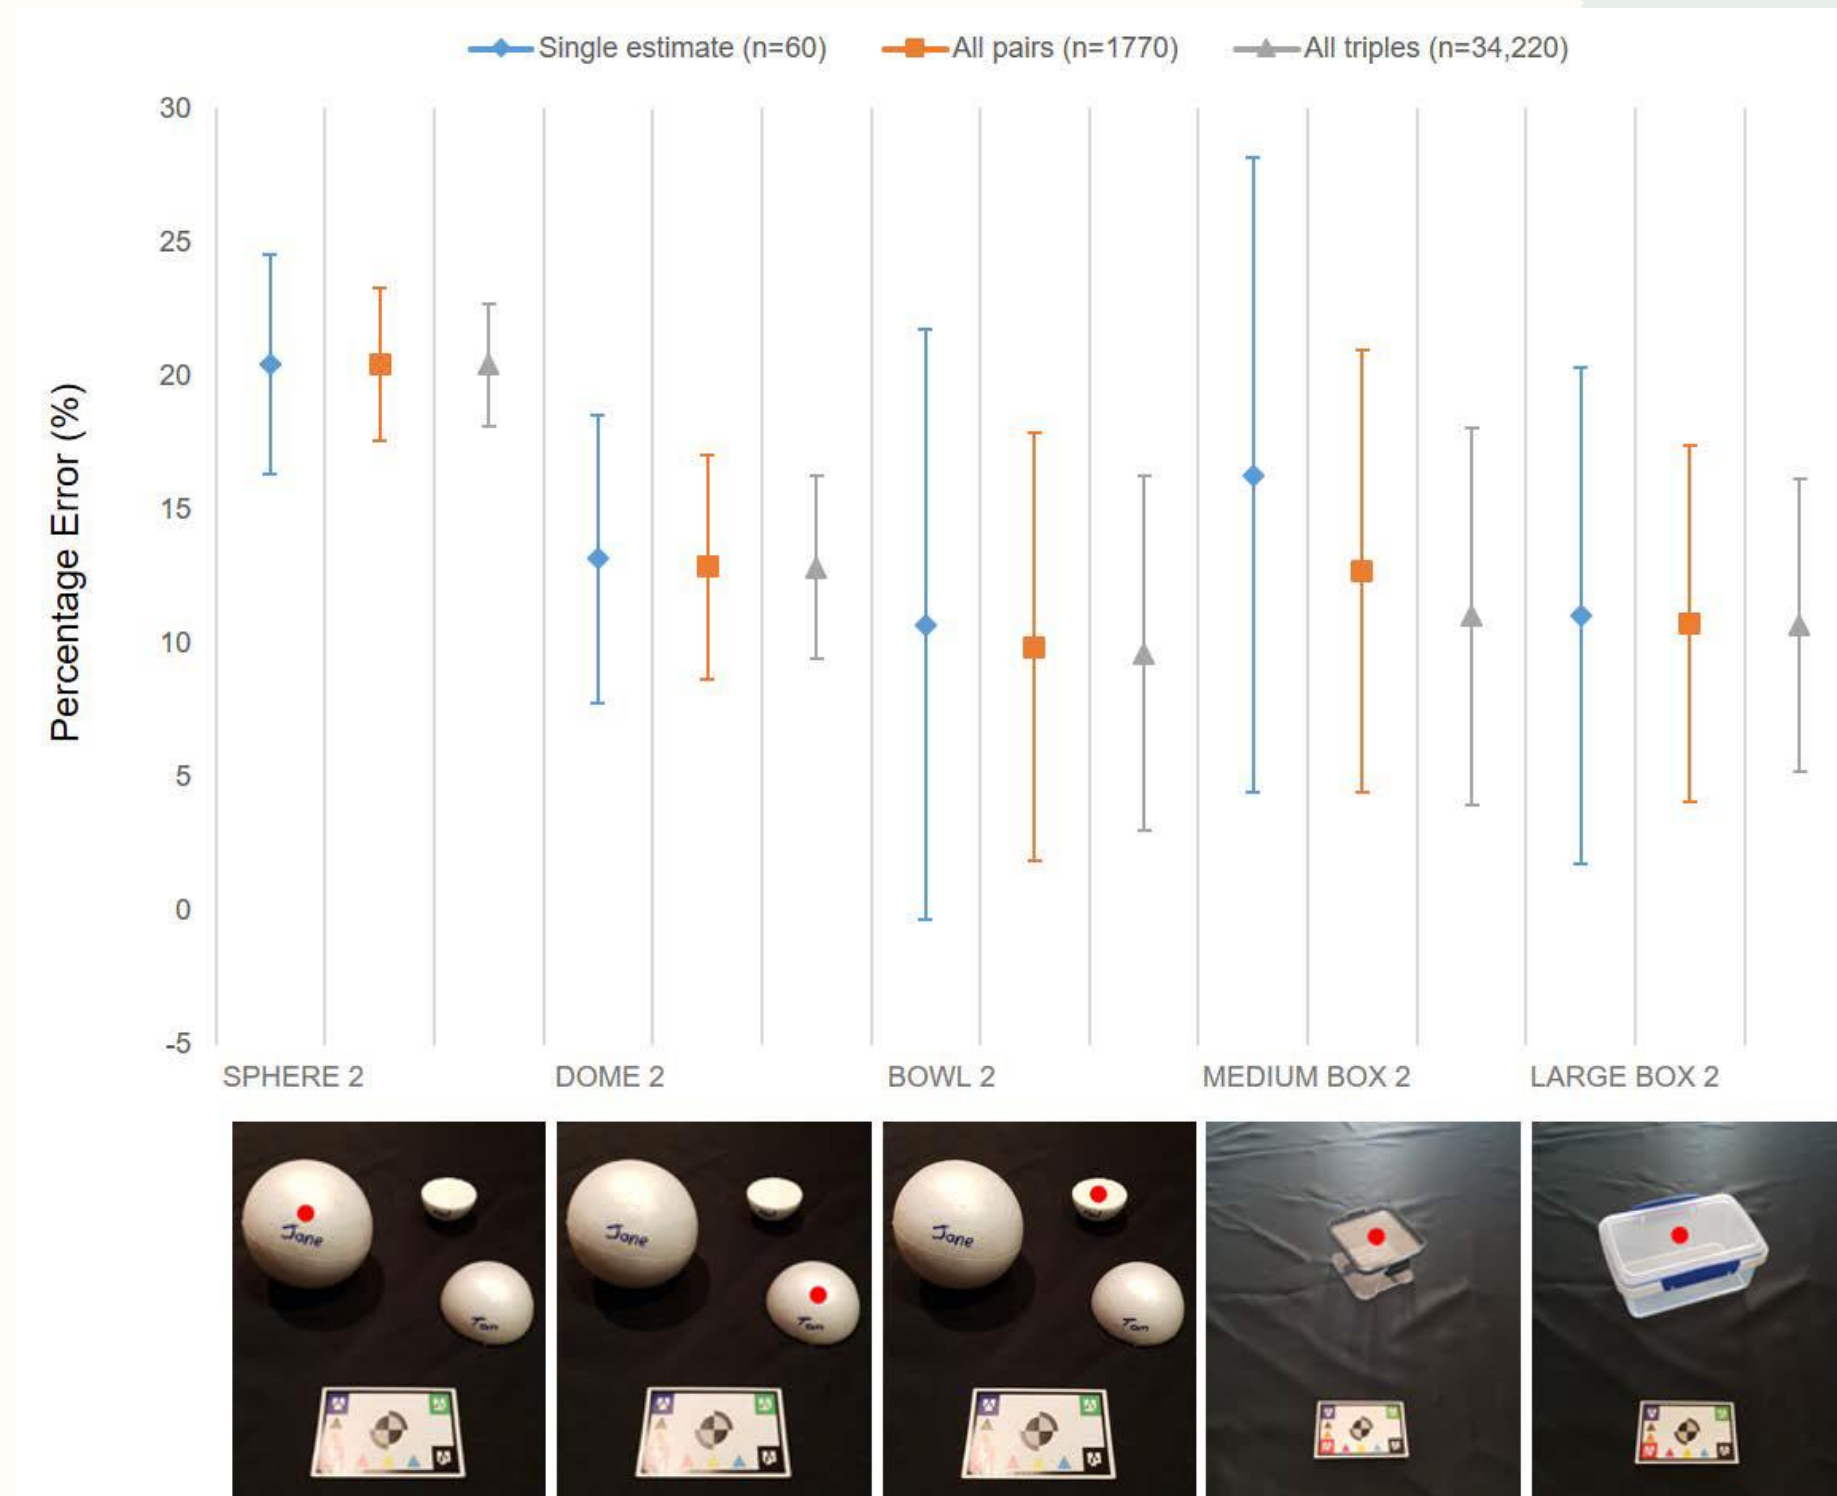 Single estimate (n=60) All pairs (n=1770) All triples (n=34,220)
30
25
20
15
10
5
0
-5
Percentage Error (%)
SPHERE 2 DOME 2 BOWL 2 MEDIUM BOX 2 LARGE BOX 2
Jane Jane Jane
Tom Tom Tom